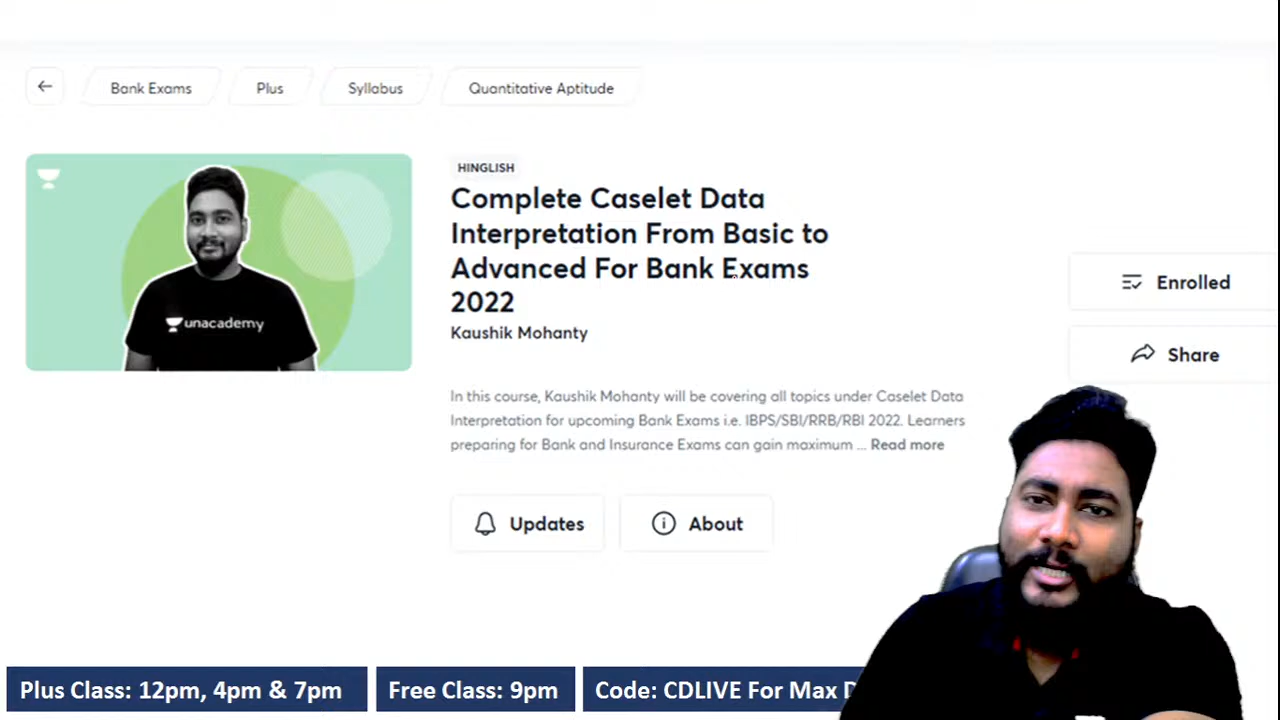 Bank Exams
Plus
Syllabus
Quantitative Aptitude
unacademy
HINGLISH
Complete Caselet Data
Interpretation From Basic to
Advanced For Bank Exams
2022
Kaushik Mohanty
In this course, Kaushik Mohanty will be covering all topics under Caselet Data
Interpretation for upcoming Bank Exams i.e. IBPS/SBI/RRB/RBI 2022. Learners
preparing for Bank and Insurance Exams can gain maximum ... Read more
Enrolled
Share
Updates
About
Plus Class: 12pm, 4pm & 7pm
Free Class: 9pm
Code: CDLIVE For Max